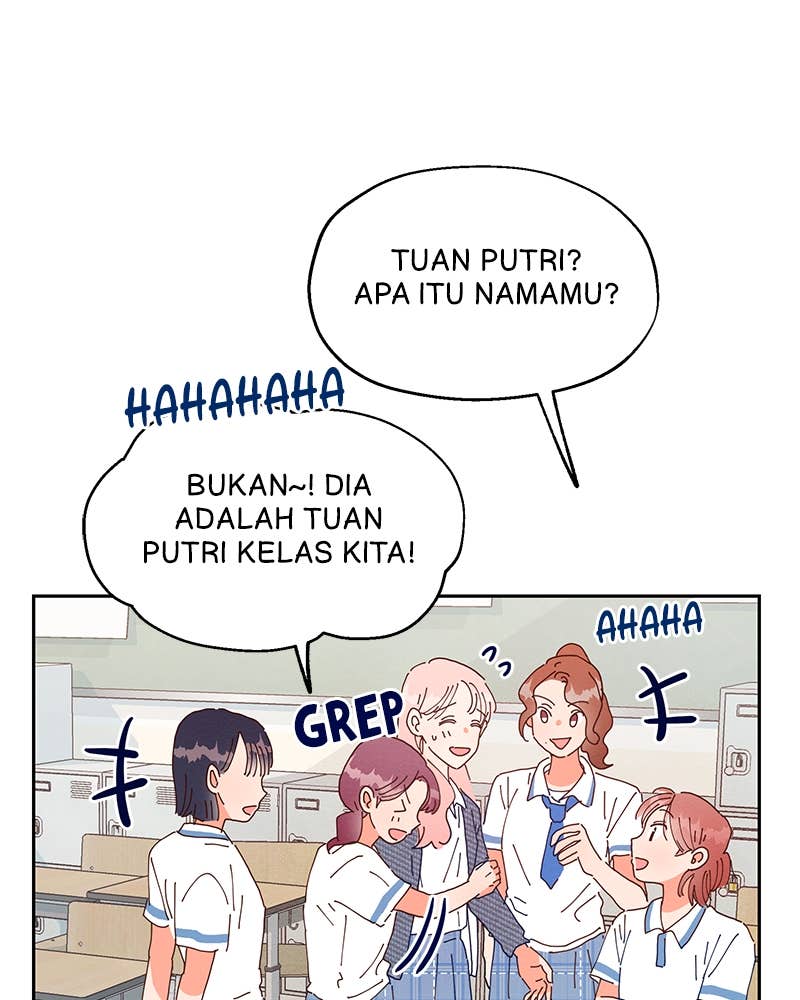 TUAN PUTRI?
APA ITU NAMAMU?
HAHAHAHA
BUKAN~! DIA
ADALAH TUAN
PUTRI KELAS KITA!
AHAHA
GREP